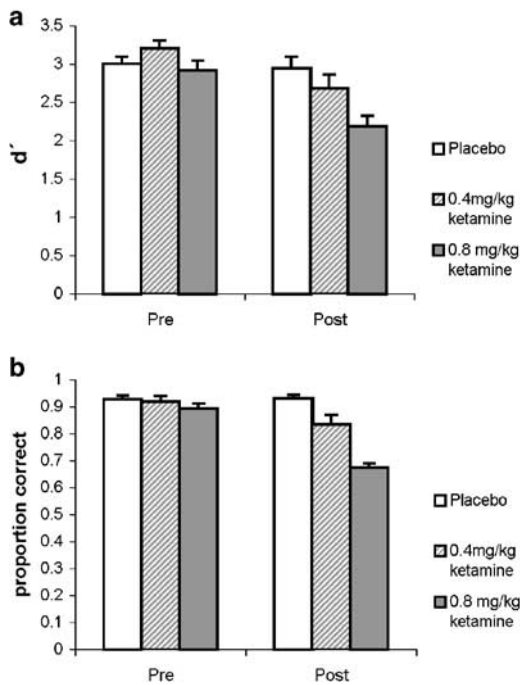 a
3.5
3
2.5
2
1.5
1
0.5
0
d´
Pre
Post
Placebo
0.4mg/kg
ketamine
0.8 mg/kg
ketamine
b
1
0.9
0.8
0.7
0.6
0.5
0.4
0.3
0.2
0.1
0
proportion correct
Pre
Post
Placebo
0.4mg/kg
ketamine
0.8 mg/kg
ketamine